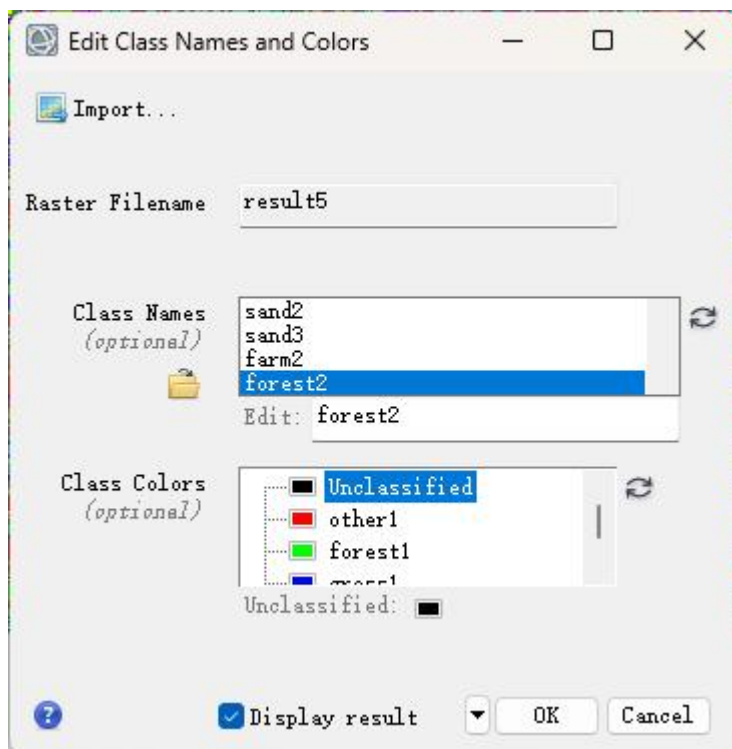 Edit Class Names and Colors
Import...
Raster Filename result5
Class Names
(optional)
sand2
sand3
farm2
forest2
Edit: forest2
Class Colors
(optional)
Unclassified
other1
forest1
Unclassified:
Display result
OK
Cancel